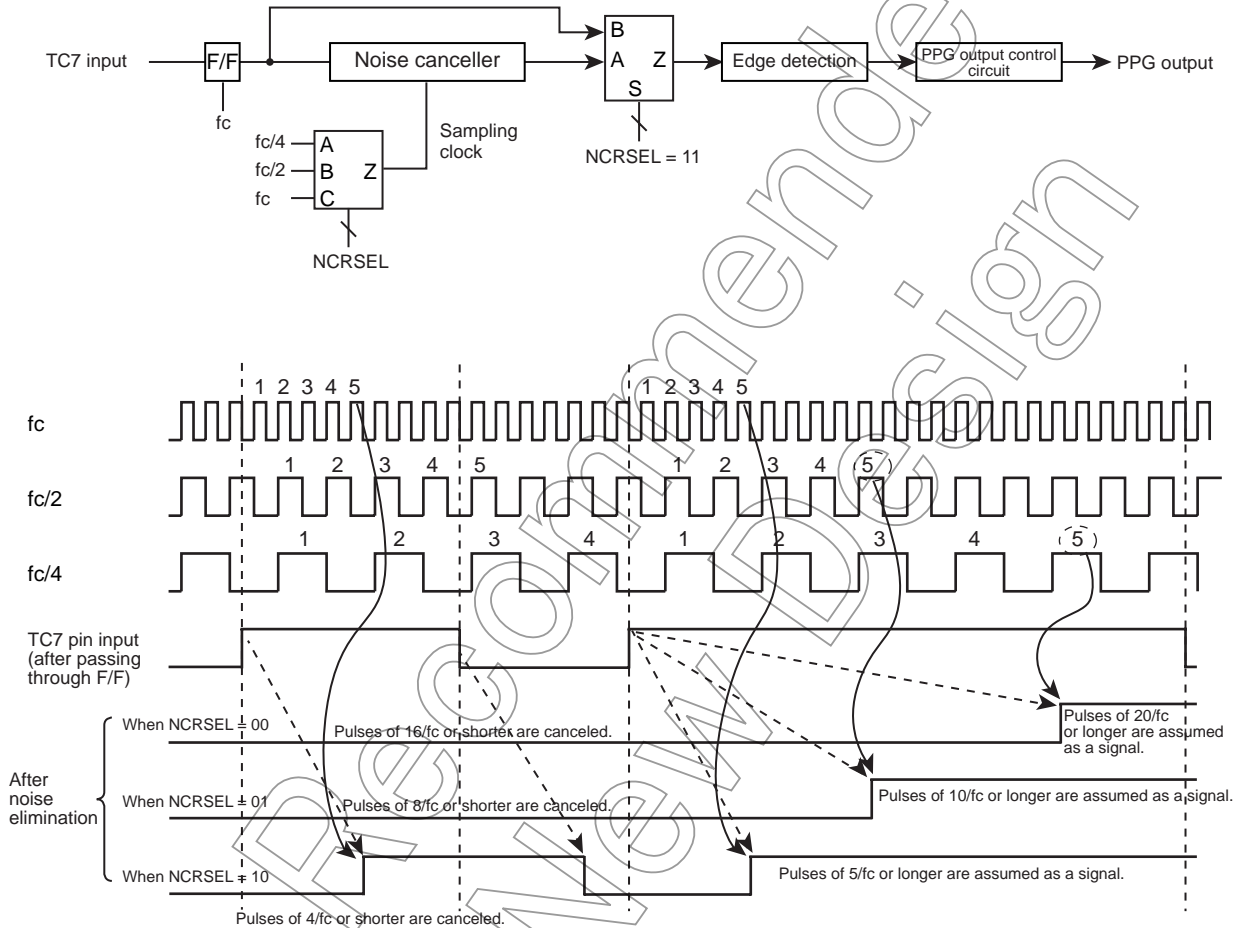 TC7 input
F/F
fc
Noise canceller
fc/4
fc/2
fc
A
B
C
Z
NCRSEL
Sampling
clock
B
A
Z
S
NCRSEL = 11
Edge detection
PPG output control
circuit
PPG output
fc
1 2 3 4 5
1 2 3 4 5
fc/2
1 2 3 4 5
1 2 3 4 5
fc/4
1 2 3 4
1 2 3 4 5
TC7 pin input
(after passing
through F/F)
After
noise
elimination
When NCRSEL = 00
Pulses of 16/fc or shorter are canceled.
Pulses of 20/fc
or longer are assumed
as a signal.
When NCRSEL = 01
Pulses of 8/fc or shorter are canceled.
Pulses of 10/fc or longer are assumed as a signal.
When NCRSEL = 10
Pulses of 4/fc or shorter are canceled.
Pulses of 5/fc or longer are assumed as a signal.
Recommende
New Design